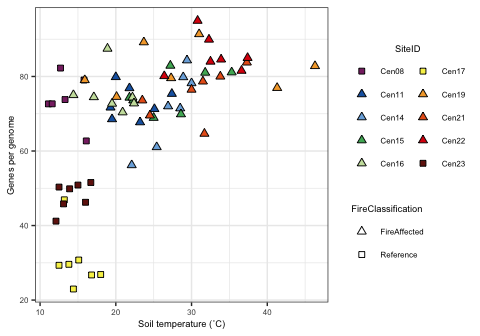 80
60
40
20
10
20
30
40
Genes per genome
Soil temperature (˚C)
SiteID
Cen08
Cen17
Cen11
Cen19
Cen14
Cen21
Cen15
Cen22
Cen16
Cen23
FireClassification
FireAffected
Reference